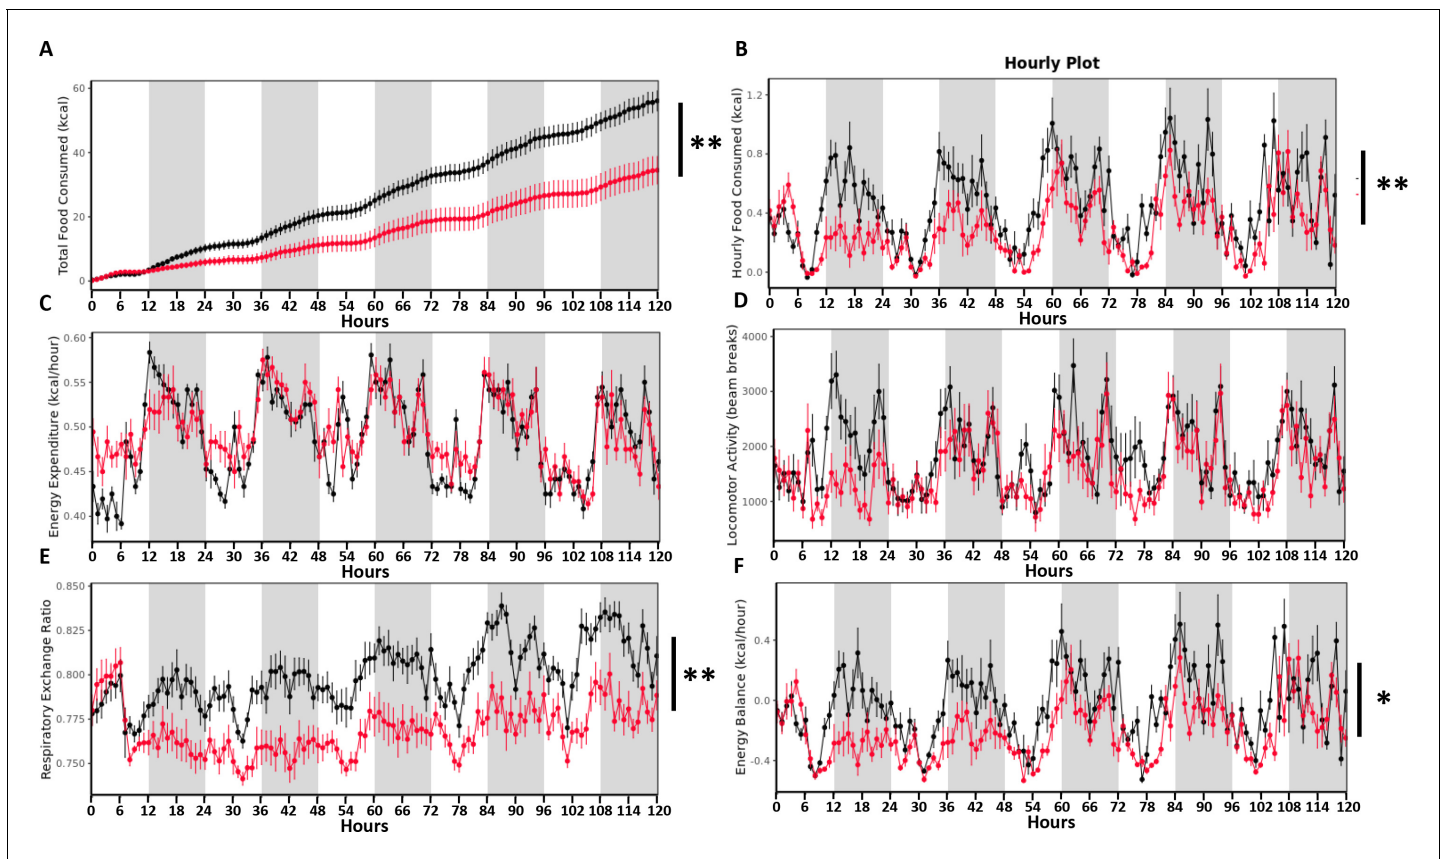 A
Total Food Consumed (kcal)
60
40
20
0
0 6 12 18 24 30 36 42 48 54 60 66 72 78 84 90 96 102 108 114 120
Hours
**
B
Hourly Plot
Hourly Food Consumed (kcal)
1.2
0.8
0.4
0.0
0 6 12 18 24 30 36 42 48 54 60 66 72 78 84 90 96 102 108 114 120
Hours
**
C
Energy Expenditure (kcal/hour)
0.60
0.55
0.50
0.45
0.40
0 6 12 18 24 30 36 42 48 54 60 66 72 78 84 90 96 102 108 114 120
Hours
D
Locomotor Activity (beam breaks)
4000
3000
2000
1000
0 6 12 18 24 30 36 42 48 54 60 66 72 78 84 90 96 102 108 114 120
Hours
E
Respiratory Exchange Ratio
0.850
0.825
0.800
0.775
0.750
0 6 12 18 24 30 36 42 48 54 60 66 72 78 84 90 96 102 108 114 120
Hours
**
F
Energy Balance (kcal/hour)
0.4
0.0
-0.4
0 6 12 18 24 30 36 42 48 54 60 66 72 78 84 90 96 102 108 114 120
Hours
*